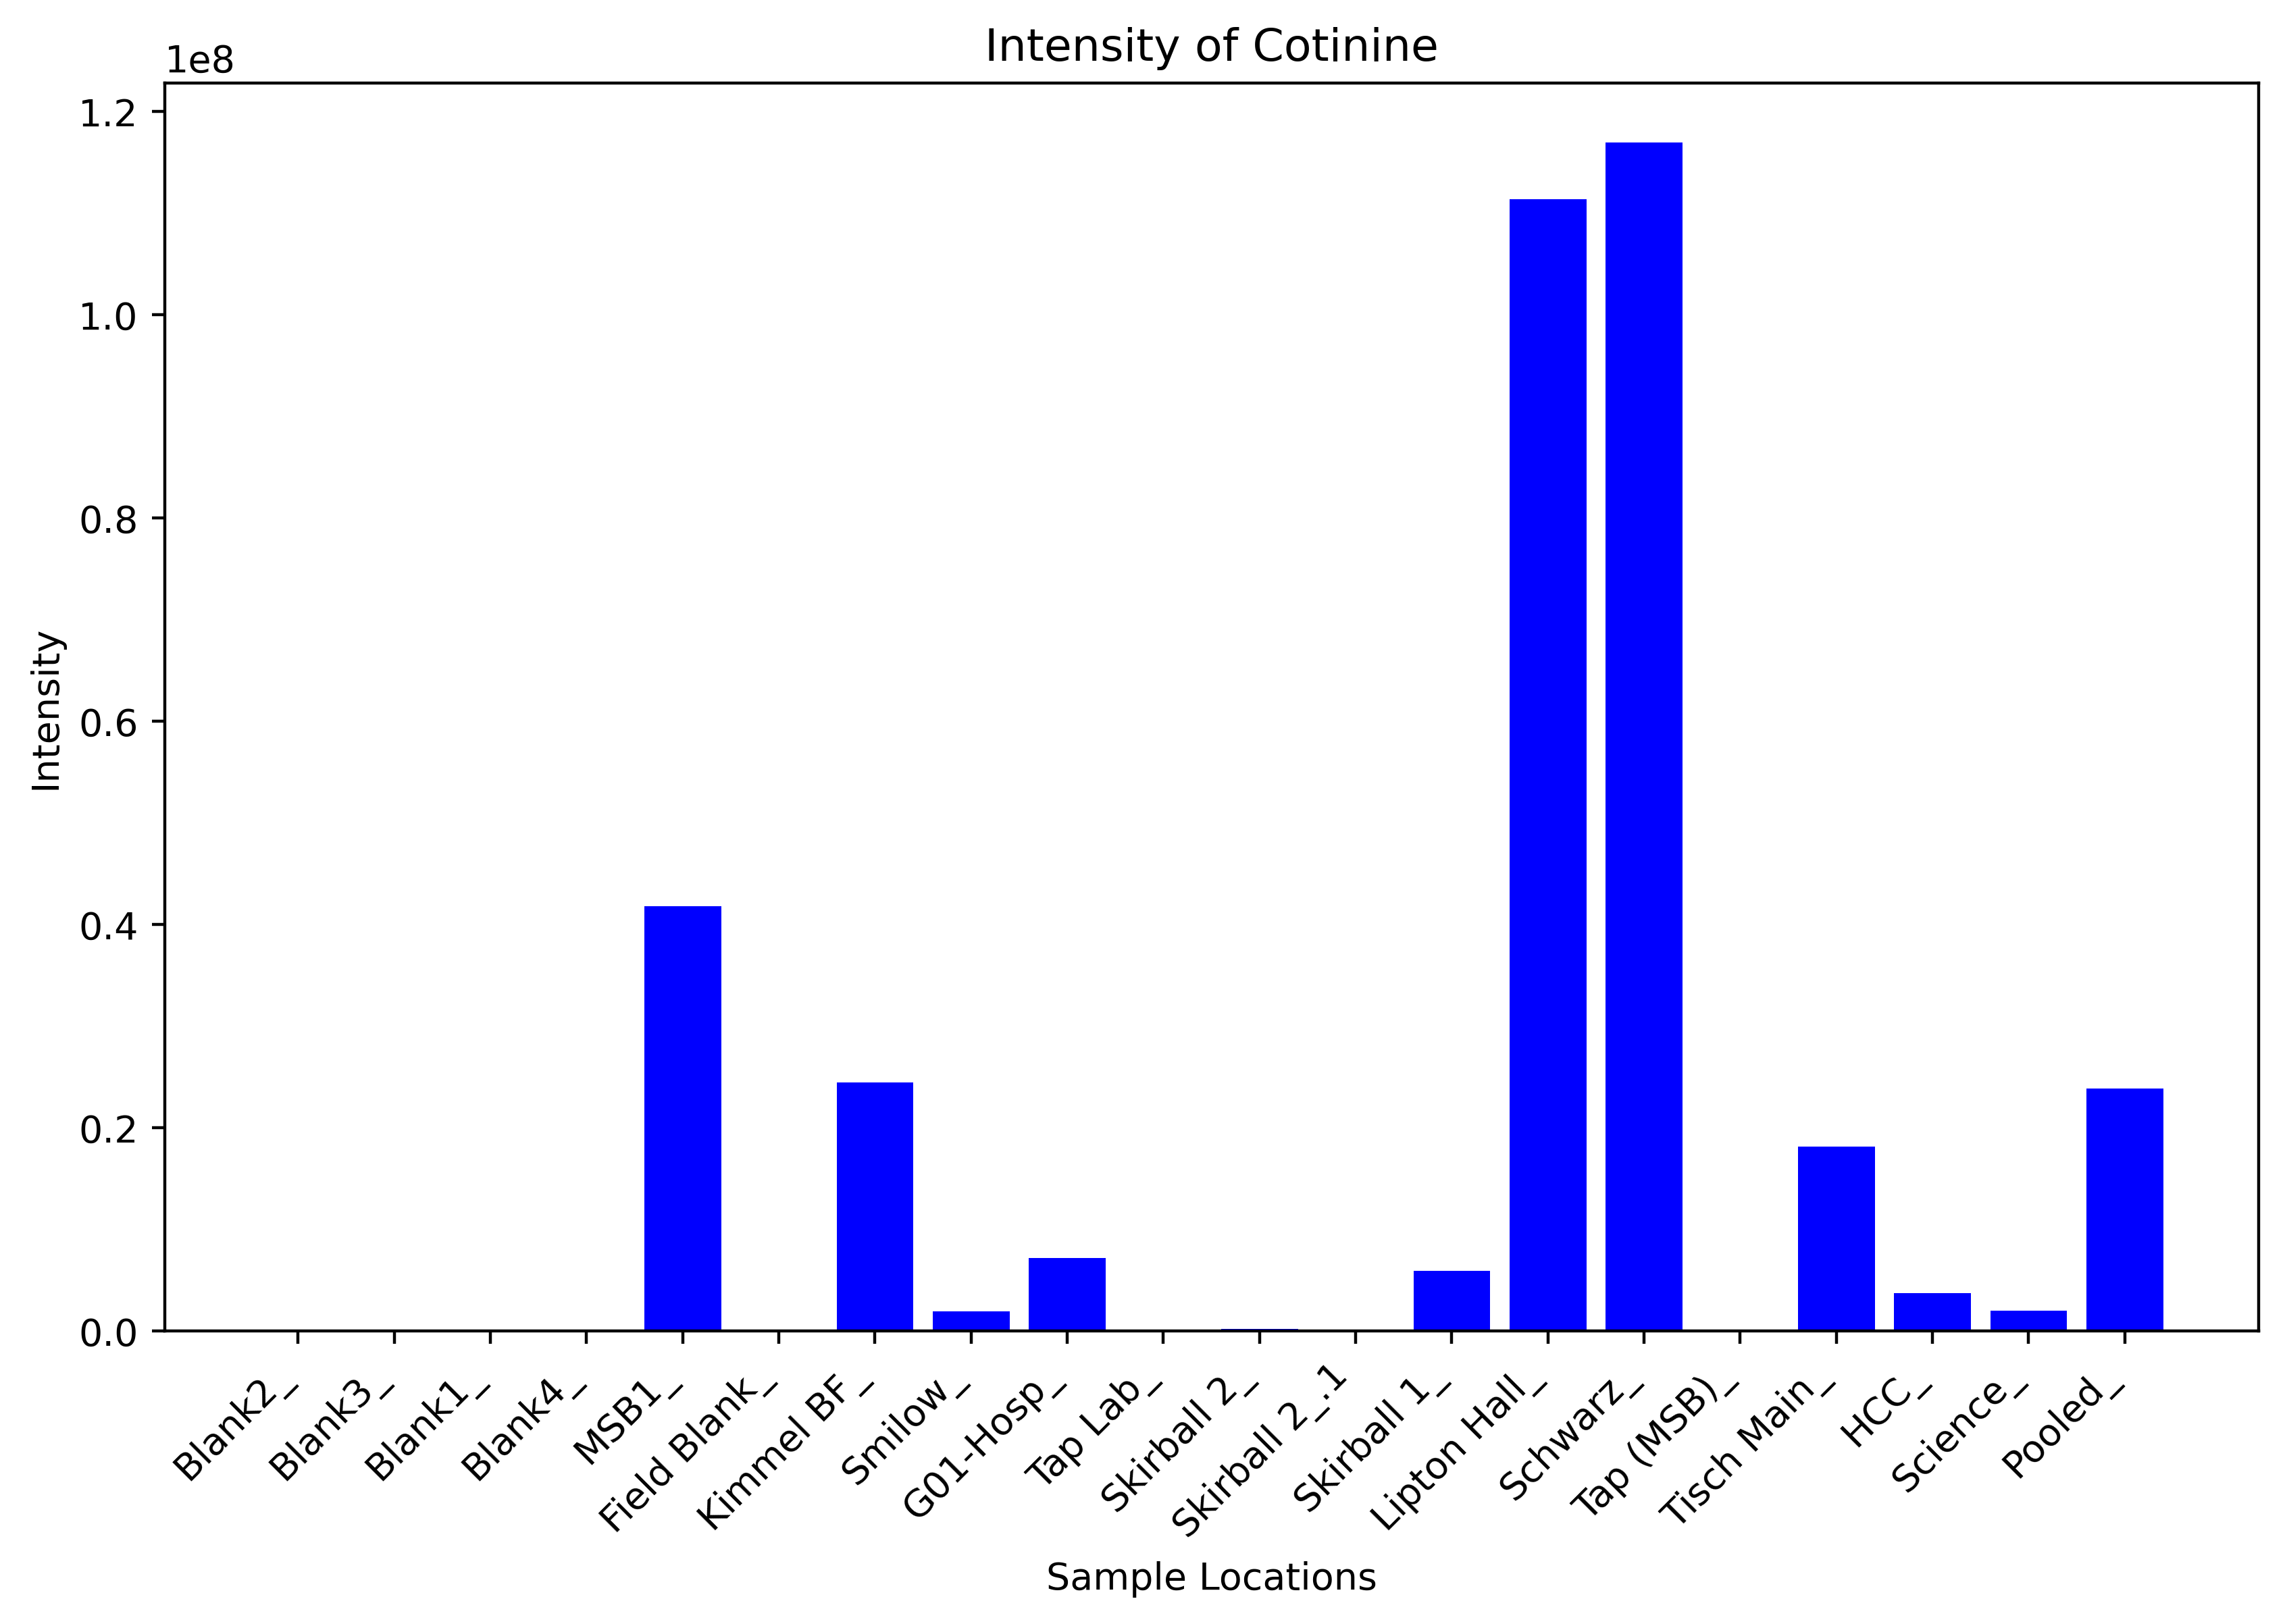 Intensity of Cotinine
1e8
1.2
1.0
0.8
0.6
0.4
0.2
0.0
Intensity
Blank2_
Blank3_
Blank1_
Blank4_
MSB1_
Field Blank_
Kimmel BF_
Smilow_
G01-Hosp_
Tap Lab_
Skirball 2_
Skirball 2_.1
Skirball 1_
Lipton Hall_
Schwarz_
Tap (MSB)_
Tisch Main_
HCC_
Science_
Pooled_
Sample Locations